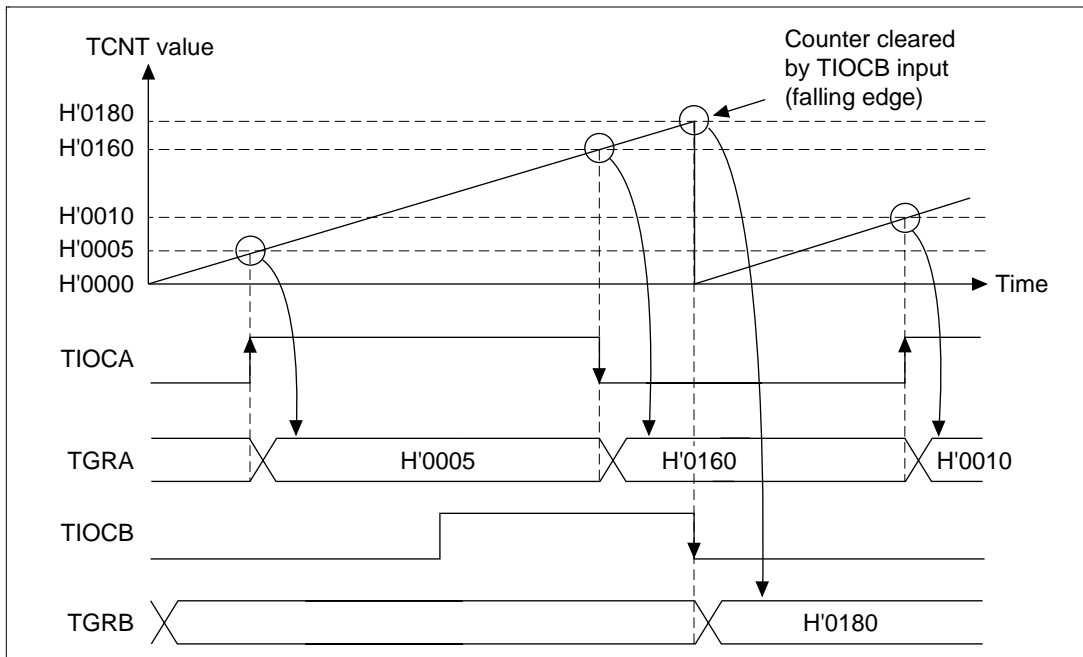 TCNT value
Counter cleared
by TIOCB input
(falling edge)
H'0180
H'0160
H'0010
H'0005
H'0000
Time
TIOCA
TGRA
H'0005
H'0160
H'0010
TIOCB
TGRB
H'0180